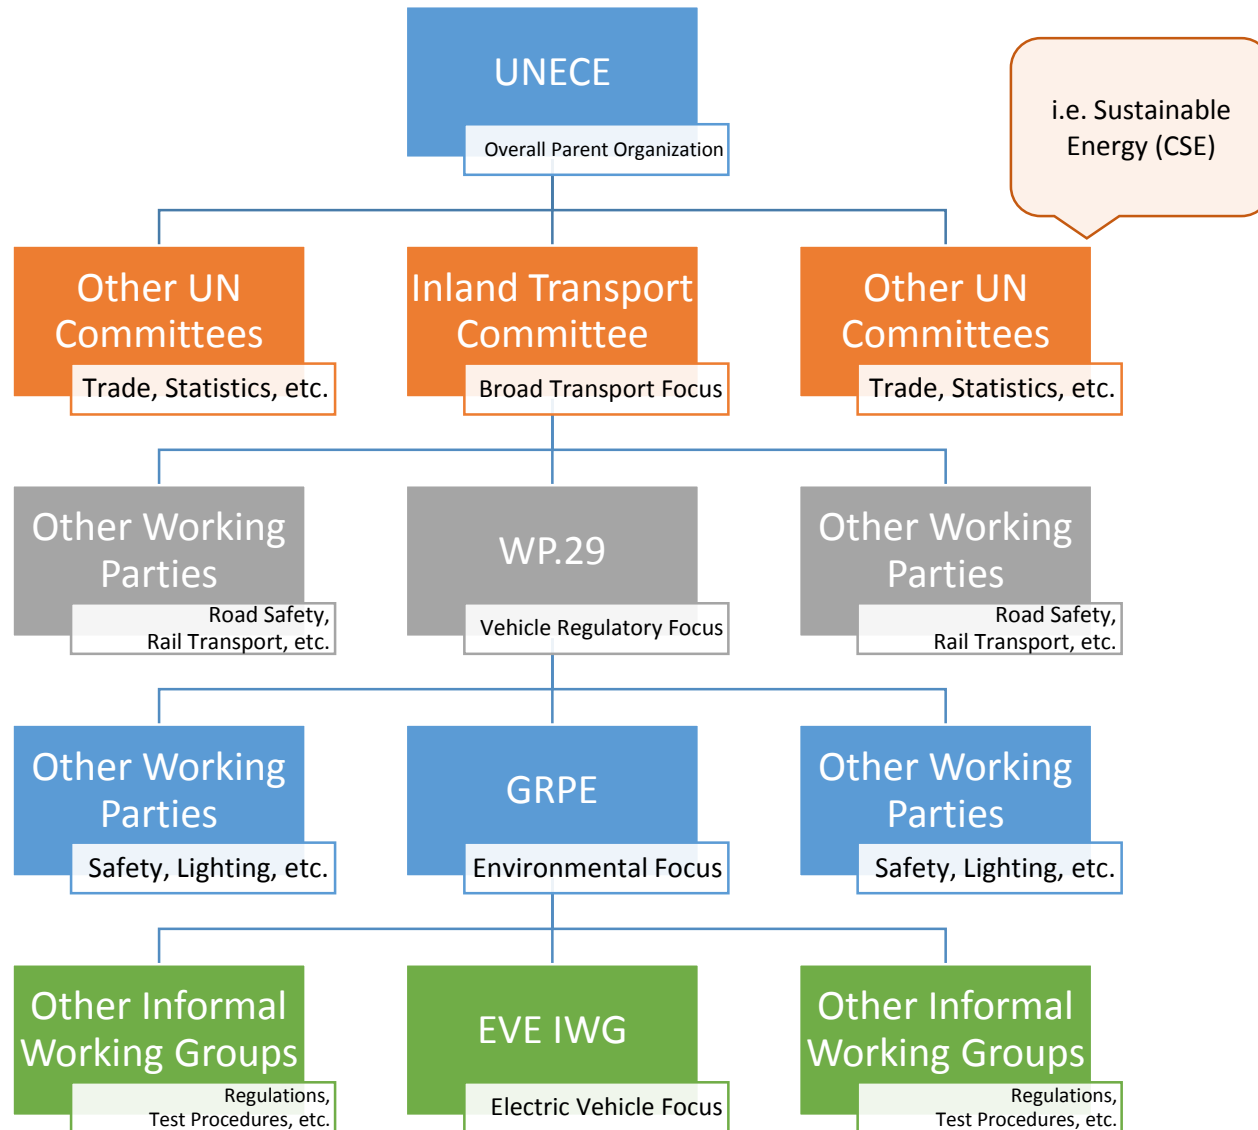 UNECE
Overall Parent Organization
i.e. Sustainable
Energy (CSE)
Other UN
Committees
Trade, Statistics, etc.
Inland Transport
Committee
Broad Transport Focus
Other UN
Committees
Trade, Statistics, etc.
Other Working
Parties
Road Safety,
Rail Transport, etc.
WP.29
Vehicle Regulatory Focus
Other Working
Parties
Road Safety,
Rail Transport, etc.
Other Working
Parties
Safety, Lighting, etc.
GRPE
Environmental Focus
Other Working
Parties
Safety, Lighting, etc.
Other Informal
Working Groups
Regulations,
Test Procedures, etc.
EVE IWG
Electric Vehicle Focus
Other Informal
Working Groups
Regulations,
Test Procedures, etc.